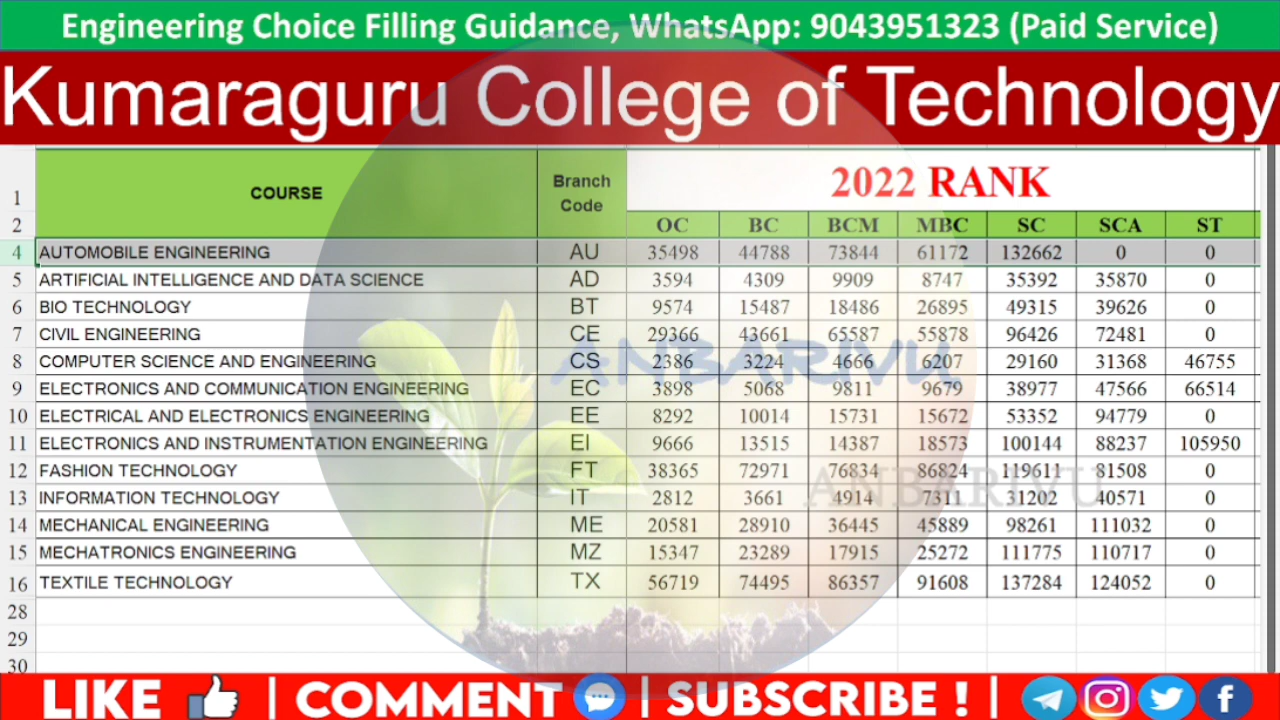 Engineering Choice Filling Guidance, WhatsApp: 9043951323 (Paid Service)
Kumaraguru College of Technology
1 COURSE Branch Code 2022 RANK
2 OC BC BCM MBC SC SCA ST
4 AUTOMOBILE ENGINEERING AU 35498 44788 73844 61172 132662 0 0
5 ARTIFICIAL INTELLIGENCE AND DATA SCIENCE AD 3594 4309 9909 8747 35392 35870 0
6 BIO TECHNOLOGY BT 9574 15487 18486 26895 49315 39626 0
7 CIVIL ENGINEERING CE 29366 43661 65587 55878 96426 72481 0
8 COMPUTER SCIENCE AND ENGINEERING CS 2386 3224 4666 6207 29160 31368 46755
ANBARIVU
9 ELECTRONICS AND COMMUNICATION ENGINEERING EC 3898 5068 9811 9679 38977 47566 66514
10 ELECTRICAL AND ELECTRONICS ENGINEERING EE 8292 10014 15731 15672 53352 94779 0
11 ELECTRONICS AND INSTRUMENTATION ENGINEERING EI 9666 13515 14387 18573 100144 88237 105950
12 FASHION TECHNOLOGY FT 38365 72971 76834 86824 119611 81508 0
ANBARIVU
13 INFORMATION TECHNOLOGY IT 2812 3661 4914 7311 31202 40571 0
14 MECHANICAL ENGINEERING ME 20581 28910 36445 45889 98261 111032 0
15 MECHATRONICS ENGINEERING MZ 15347 23289 17915 25272 111775 110717 0
16 TEXTILE TECHNOLOGY TX 56719 74495 86357 91608 137284 124052 0
28
29
30
LIKE | COMMENT | SUBSCRIBE ! |